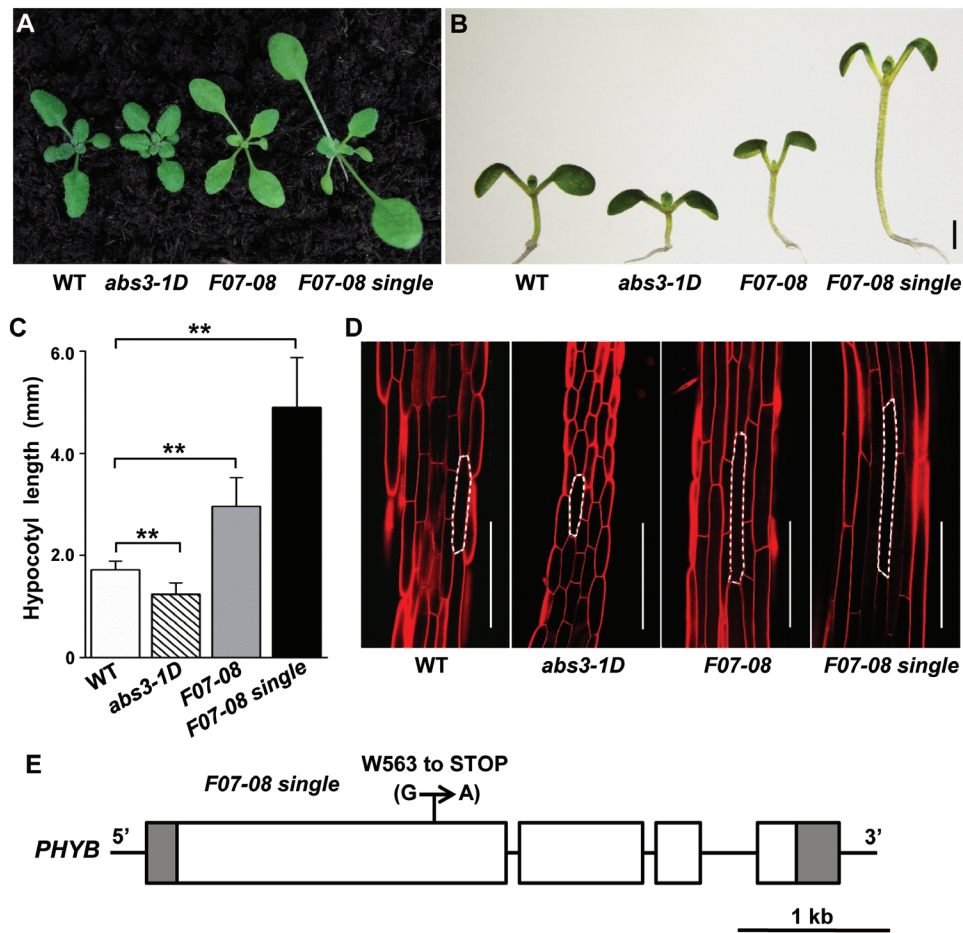 A
B
WT abs3-1D F07-08 F07-08 single
WT abs3-1D F07-08 F07-08 single
C
Hypocotyl length (mm)
6.0
4.0
2.0
0
**
**
**
WT
abs3-1D
F07-08
F07-08 single
D
WT abs3-1D F07-08 F07-08 single
E
W563 to STOP
F07-08 single
(G A)
PHYB
5’
3’
1 kb